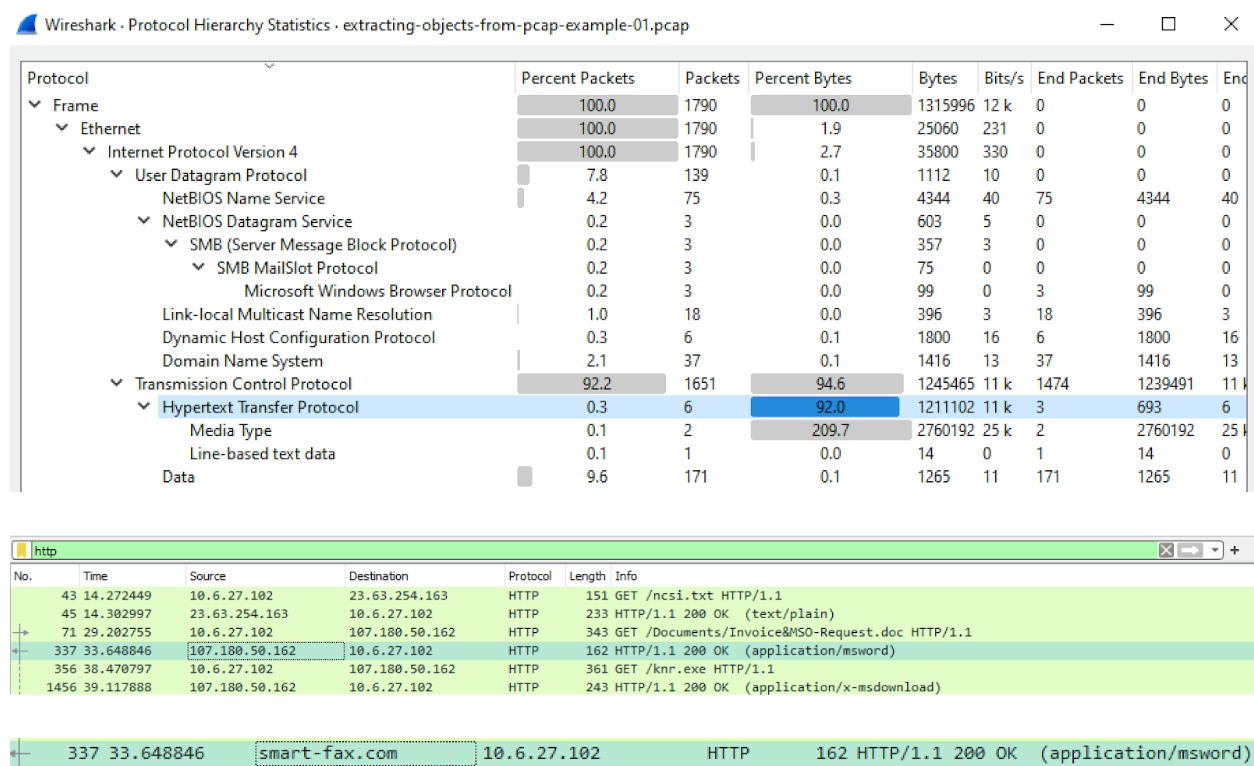 Wireshark · Protocol Hierarchy Statistics · extracting-objects-from-pcap-example-01.pcap
Protocol Percent Packets Packets Percent Bytes Bytes Bits/s End Packets End Bytes Enc
Frame 100.0 1790 100.0 1315996 12 k 0 0 0
Ethernet 100.0 1790 1.9 25060 231 0 0 0
Internet Protocol Version 4 100.0 1790 2.7 35800 330 0 0 0
User Datagram Protocol 7.8 139 0.1 1112 10 0 0 0
NetBIOS Name Service 4.2 75 0.3 4344 40 75 4344 40
NetBIOS Datagram Service 0.2 3 0.0 603 5 0 0 0
SMB (Server Message Block Protocol) 0.2 3 0.0 357 3 0 0 0
SMB MailSlot Protocol 0.2 3 0.0 75 0 0 0 0
Microsoft Windows Browser Protocol 0.2 3 0.0 99 0 3 99 0
Link-local Multicast Name Resolution 1.0 18 0.0 396 3 18 396 3
Dynamic Host Configuration Protocol 0.3 6 0.1 1800 16 6 1800 16
Domain Name System 2.1 37 0.1 1416 13 37 1416 13
Transmission Control Protocol 92.2 1651 94.6 1245465 11 k 1474 1239491 11 k
Hypertext Transfer Protocol 0.3 6 92.0 1211102 11 k 3 693 6
Media Type 0.1 2 209.7 2760192 25 k 2 2760192 25 k
Line-based text data 0.1 1 0.0 14 0 1 14 0
Data 9.6 171 0.1 1265 11 171 1265 11
http
No. Time Source Destination Protocol Length Info
43 14.272449 10.6.27.102 23.63.254.163 HTTP 151 GET /ncsi.txt HTTP/1.1
45 14.302997 23.63.254.163 10.6.27.102 HTTP 233 HTTP/1.1 200 OK (text/plain)
71 29.202755 10.6.27.102 107.180.50.162 HTTP 343 GET /Documents/Invoice&MSO-Request.doc HTTP/1.1
337 33.648846 107.180.50.162 10.6.27.102 HTTP 162 HTTP/1.1 200 OK (application/msword)
356 38.470797 10.6.27.102 107.180.50.162 HTTP 361 GET /knr.exe HTTP/1.1
1456 39.117888 107.180.50.162 10.6.27.102 HTTP 243 HTTP/1.1 200 OK (application/x-msdownload)
337 33.648846 smart-fax.com 10.6.27.102 HTTP 162 HTTP/1.1 200 OK (application/msword)